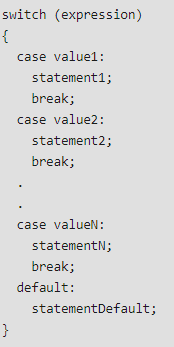 switch (expression)
{
  case value1:
    statement1;
    break;
  case value2:
    statement2;
    break;
  .
  .
  case valueN:
    statementN;
    break;
  default:
    statementDefault;
}